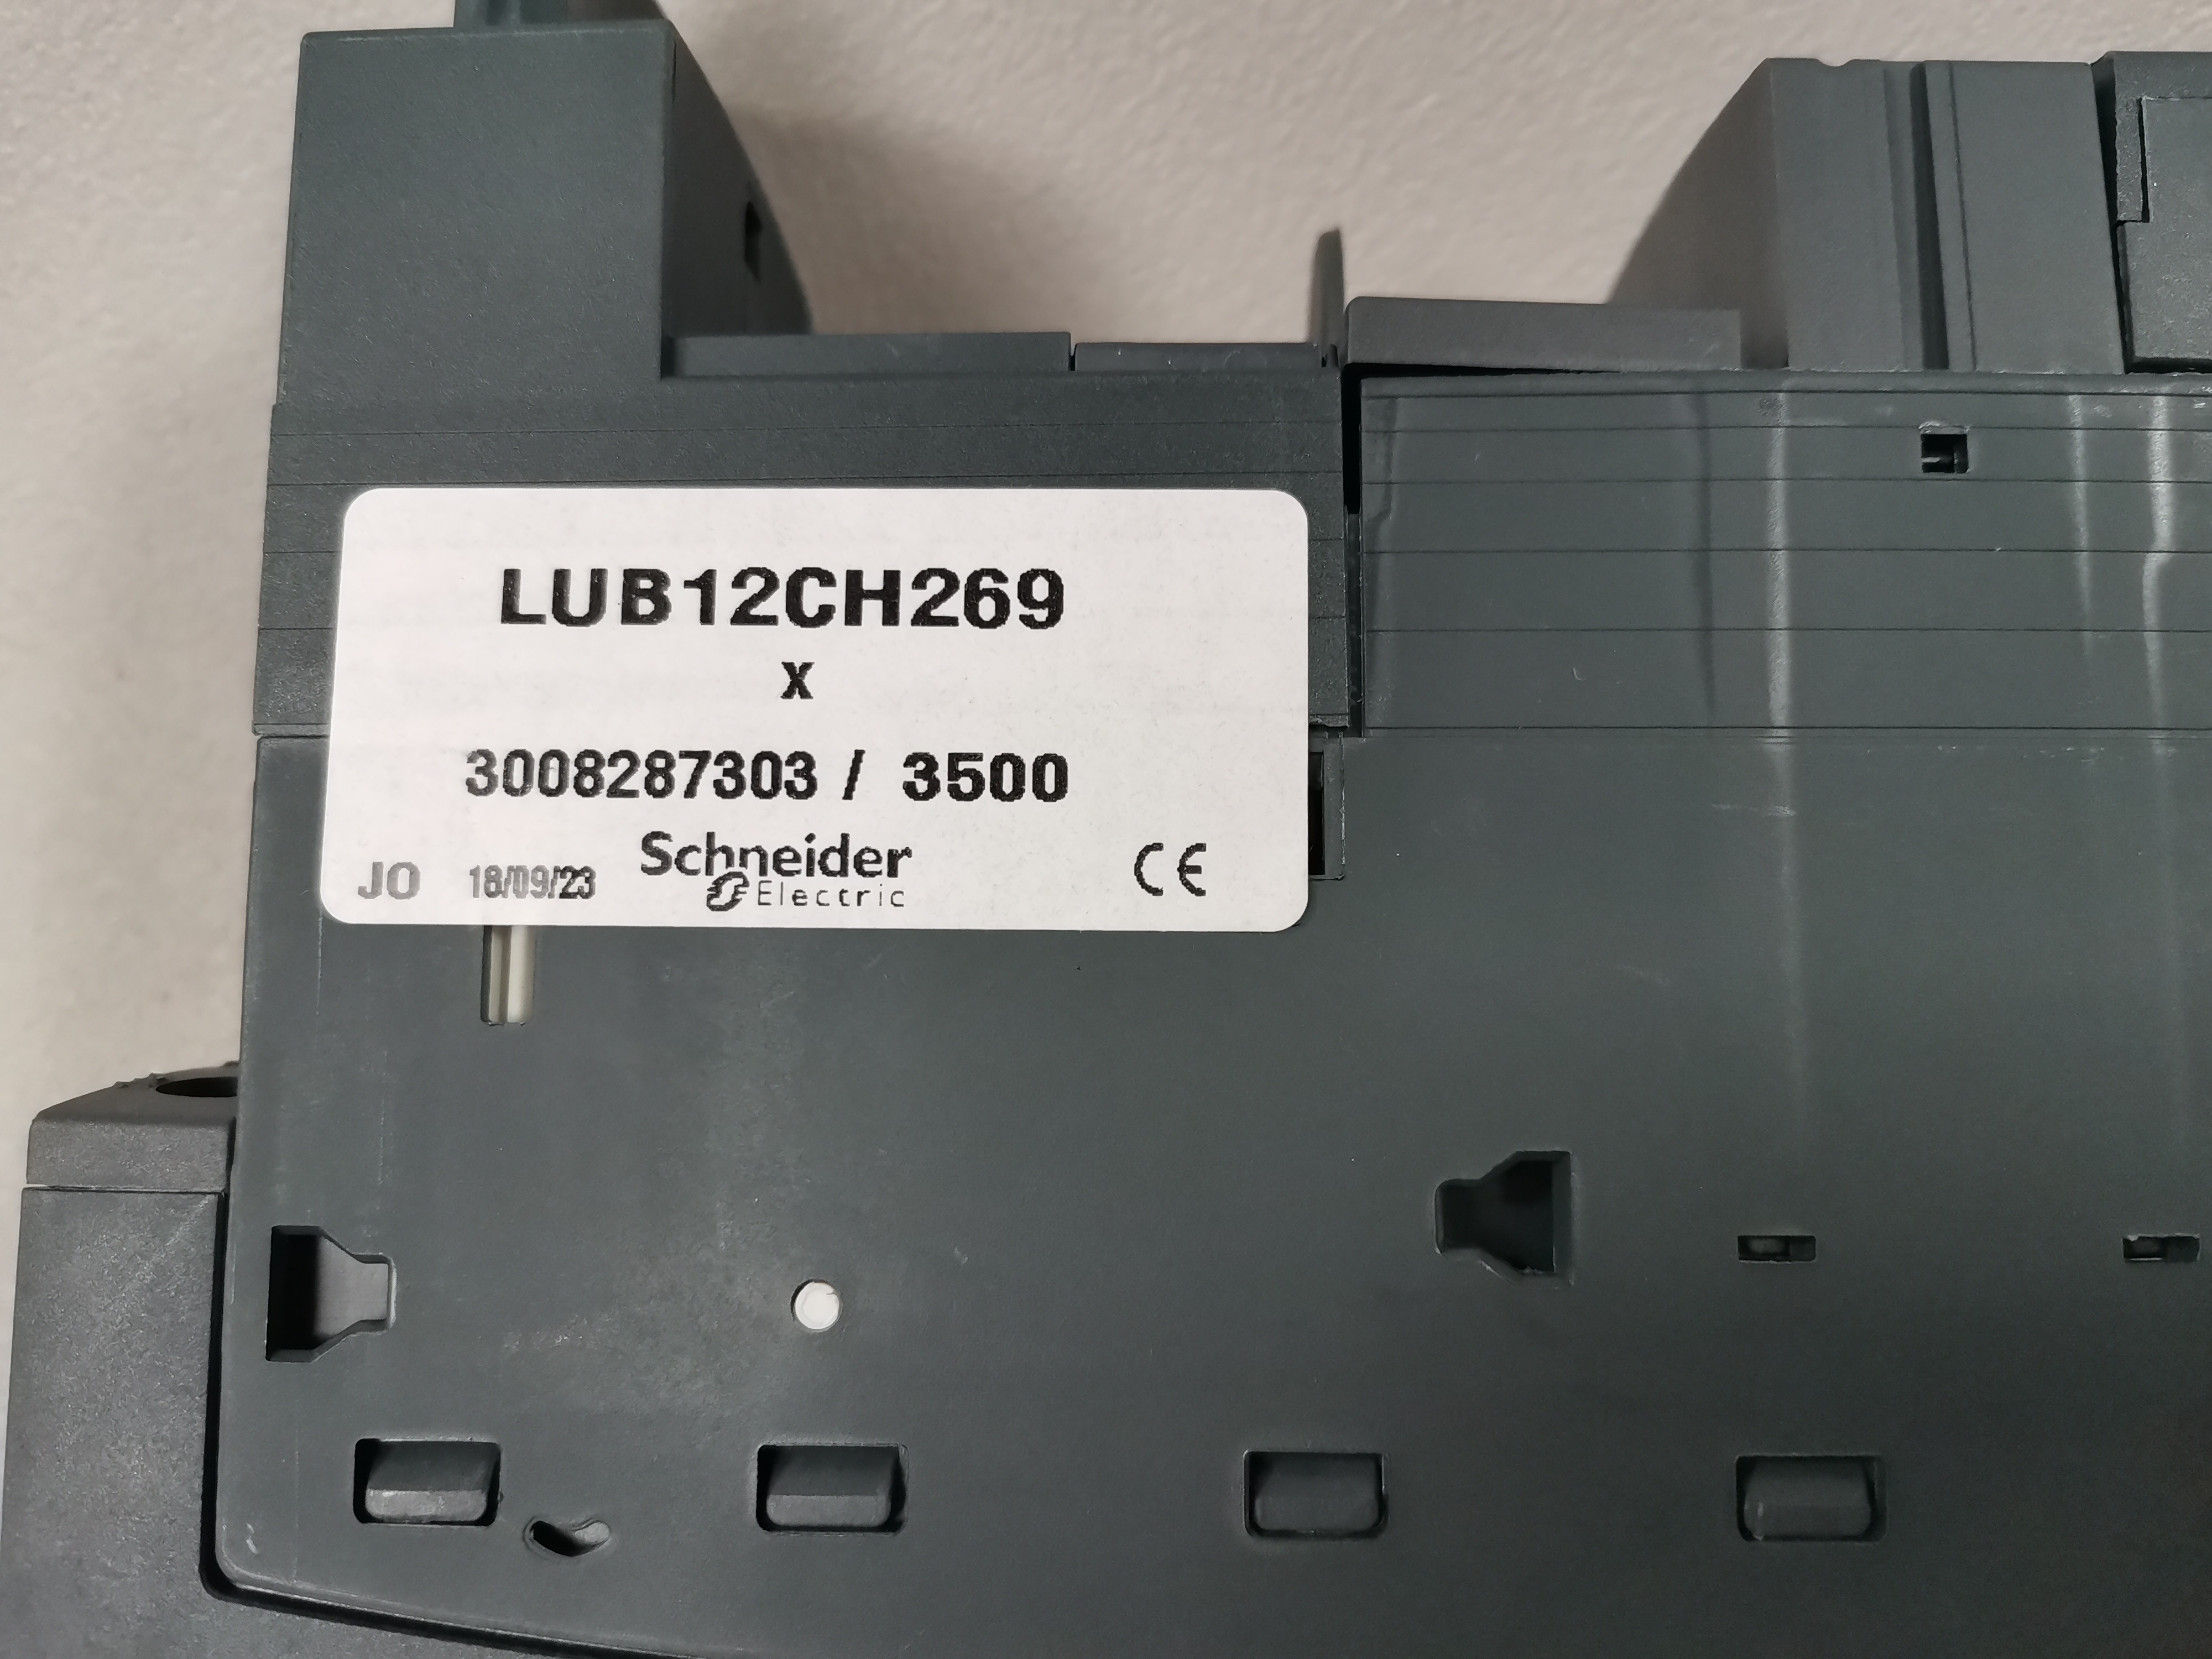 LUB12CH269
X
3008287303 / 3500
JO 18/09/23 Schneider Electric CE